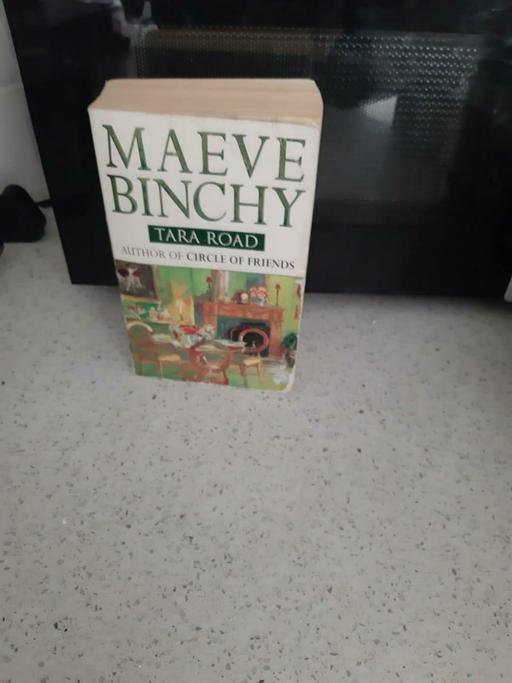 MAEVE
BINCHY
TARA ROAD
AUTHOR OF CIRCLE OF FRIENDS